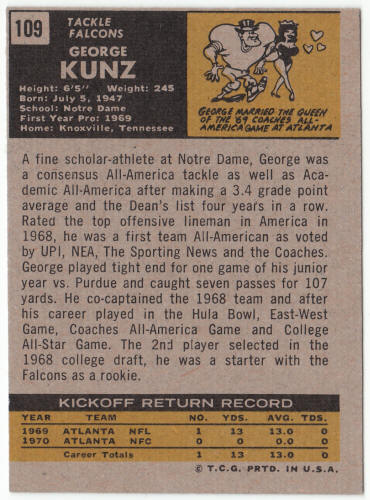 109
TACKLE
FALCONS
GEORGE
KUNZ
Height: 6'5" Weight: 245
Born: July 5, 1947
School: Notre Dame
First Year Pro: 1969
Home: Knoxville, Tennessee
GEORGE MARRIED THE QUEEN
OF THE '69 COACHES ALL-
AMERICA GAME AT ATLANTA
A fine scholar-athlete at Notre Dame, George was
a consensus All-America tackle as well as Aca-
demic All-America after making a 3.4 grade point
average and the Dean's list four years in a row.
Rated the top offensive lineman in America in
1968, he was a first team All-American as voted
by UPI, NEA, The Sporting News and the Coaches.
George played tight end for one game of his junior
year vs. Purdue and caught seven passes for 107
yards. He co-captained the 1968 team and after
his career played in the Hula Bowl, East-West
Game, Coaches All-America Game and College
All-Star Game. The 2nd player selected in the
1968 college draft, he was a starter with the
Falcons as a rookie.
KICKOFF RETURN RECORD
YEAR TEAM NO. YDS. AVG. TDS
1969 ATLANTA NFL 1 13 13.0 0
1970 ATLANTA NFC 0 0 0 0
Career Totals 1 13 13.0 0
© T.C.G. PRTD. IN U.S.A.